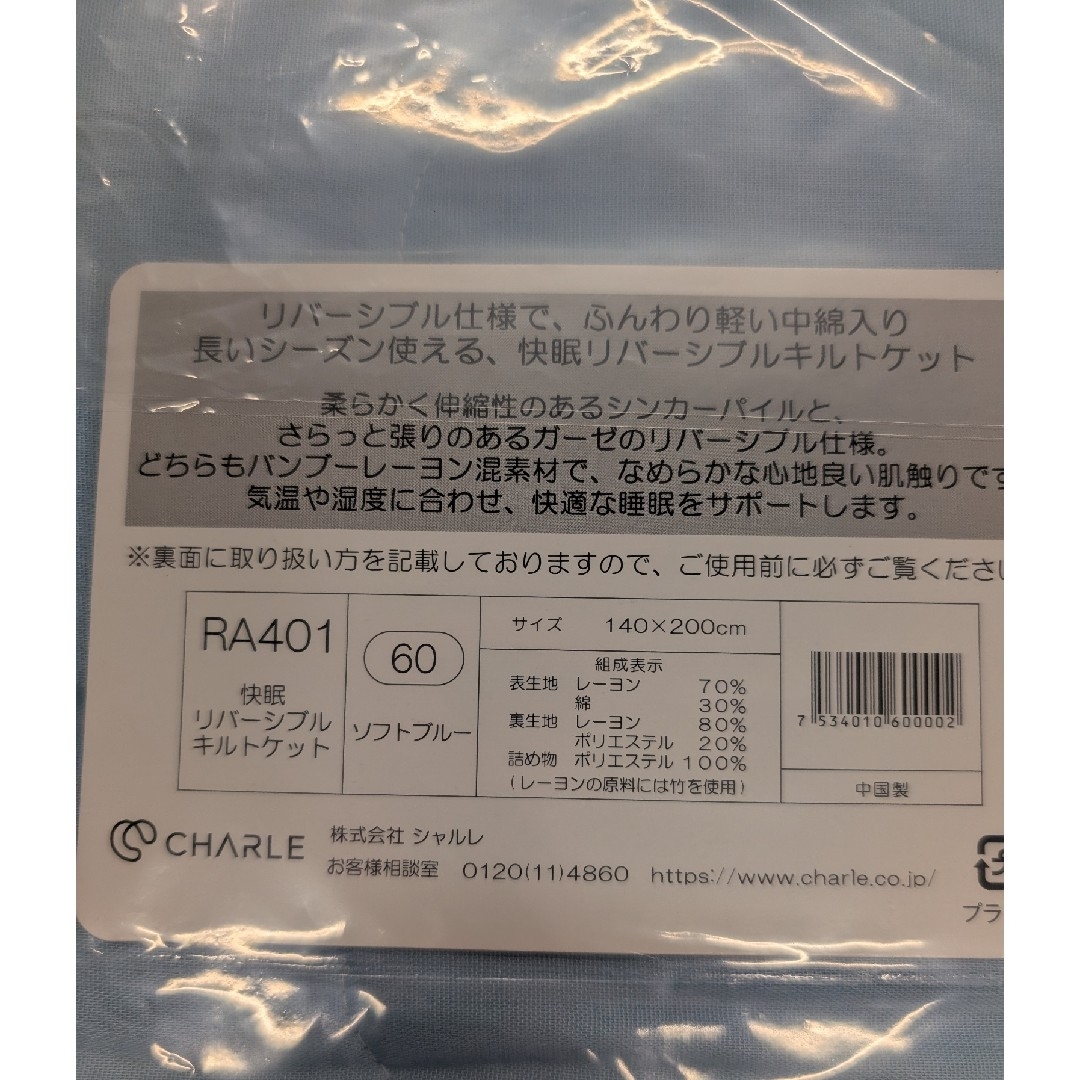 リバーシブル仕様で、ふんわり軽い中綿入り
長いシーズン使える、快眠リバーシブルキルトケット
柔らかく伸縮性のあるシンカーパイルと、
さらっと張りのあるガーゼのリバーシブル仕様。
どちらもバンブーレーヨン混素材で、なめらかな心地良い肌触りです
気温や湿度に合わせ、快適な睡眠をサポートします。
※裏面に取り扱い方を記載しておりますので、ご使用前に必ずご覧くださ
RA401
快眠
リバーシブル
キルトケット
60
ソフトブルー
サイズ 140×200cm
組成表示
表生地 レーヨン 70%
綿 30%
裏生地 レーヨン 80%
ポリエステル 20%
詰め物 ポリエステル 100%
(レーヨンの原料には竹を使用)
7 534010 600002
中国製
CHARLE
株式会社 シャルレ
お客様相談室 0120(11)4860 https://www.charle.co.jp/
プラ